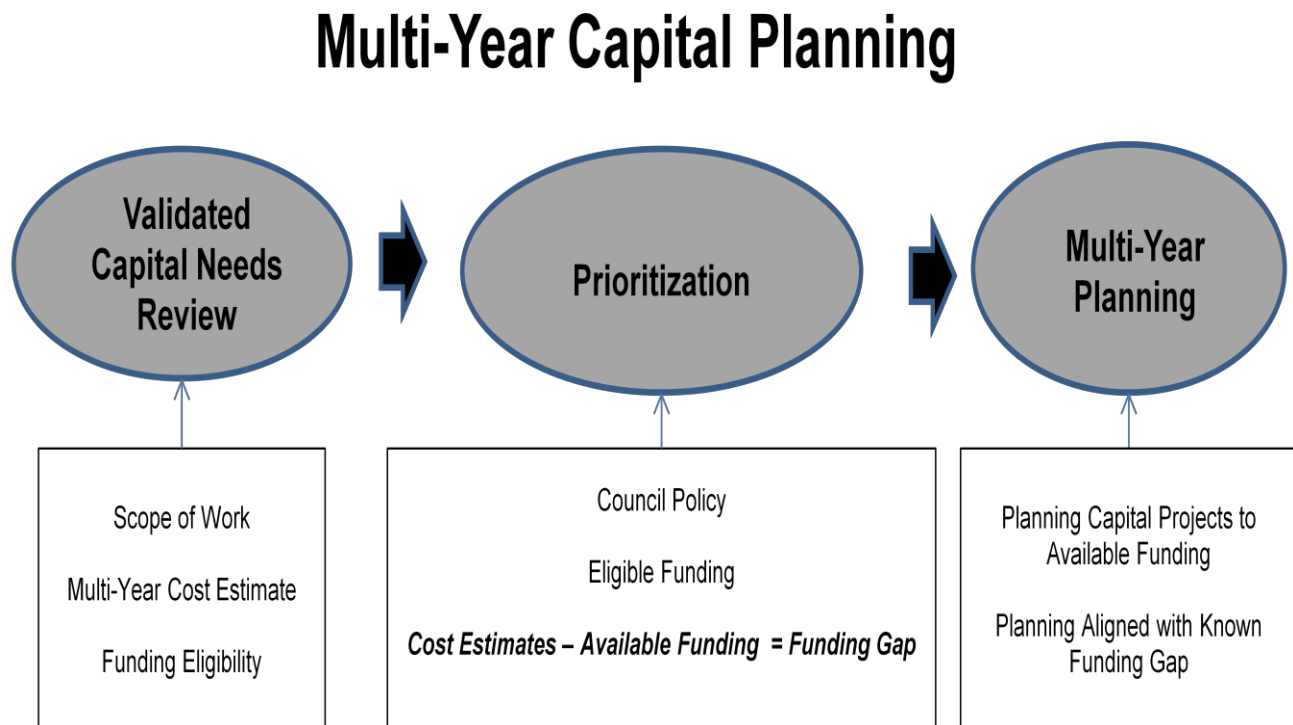 Multi-Year Capital Planning
Validated
Capital Needs
Review
Prioritization
Multi-Year
Planning
Scope of Work
Multi-Year Cost Estimate
Funding Eligibility
Council Policy
Eligible Funding
Cost Estimates – Available Funding = Funding Gap
Planning Capital Projects to
Available Funding
Planning Aligned with Known
Funding Gap